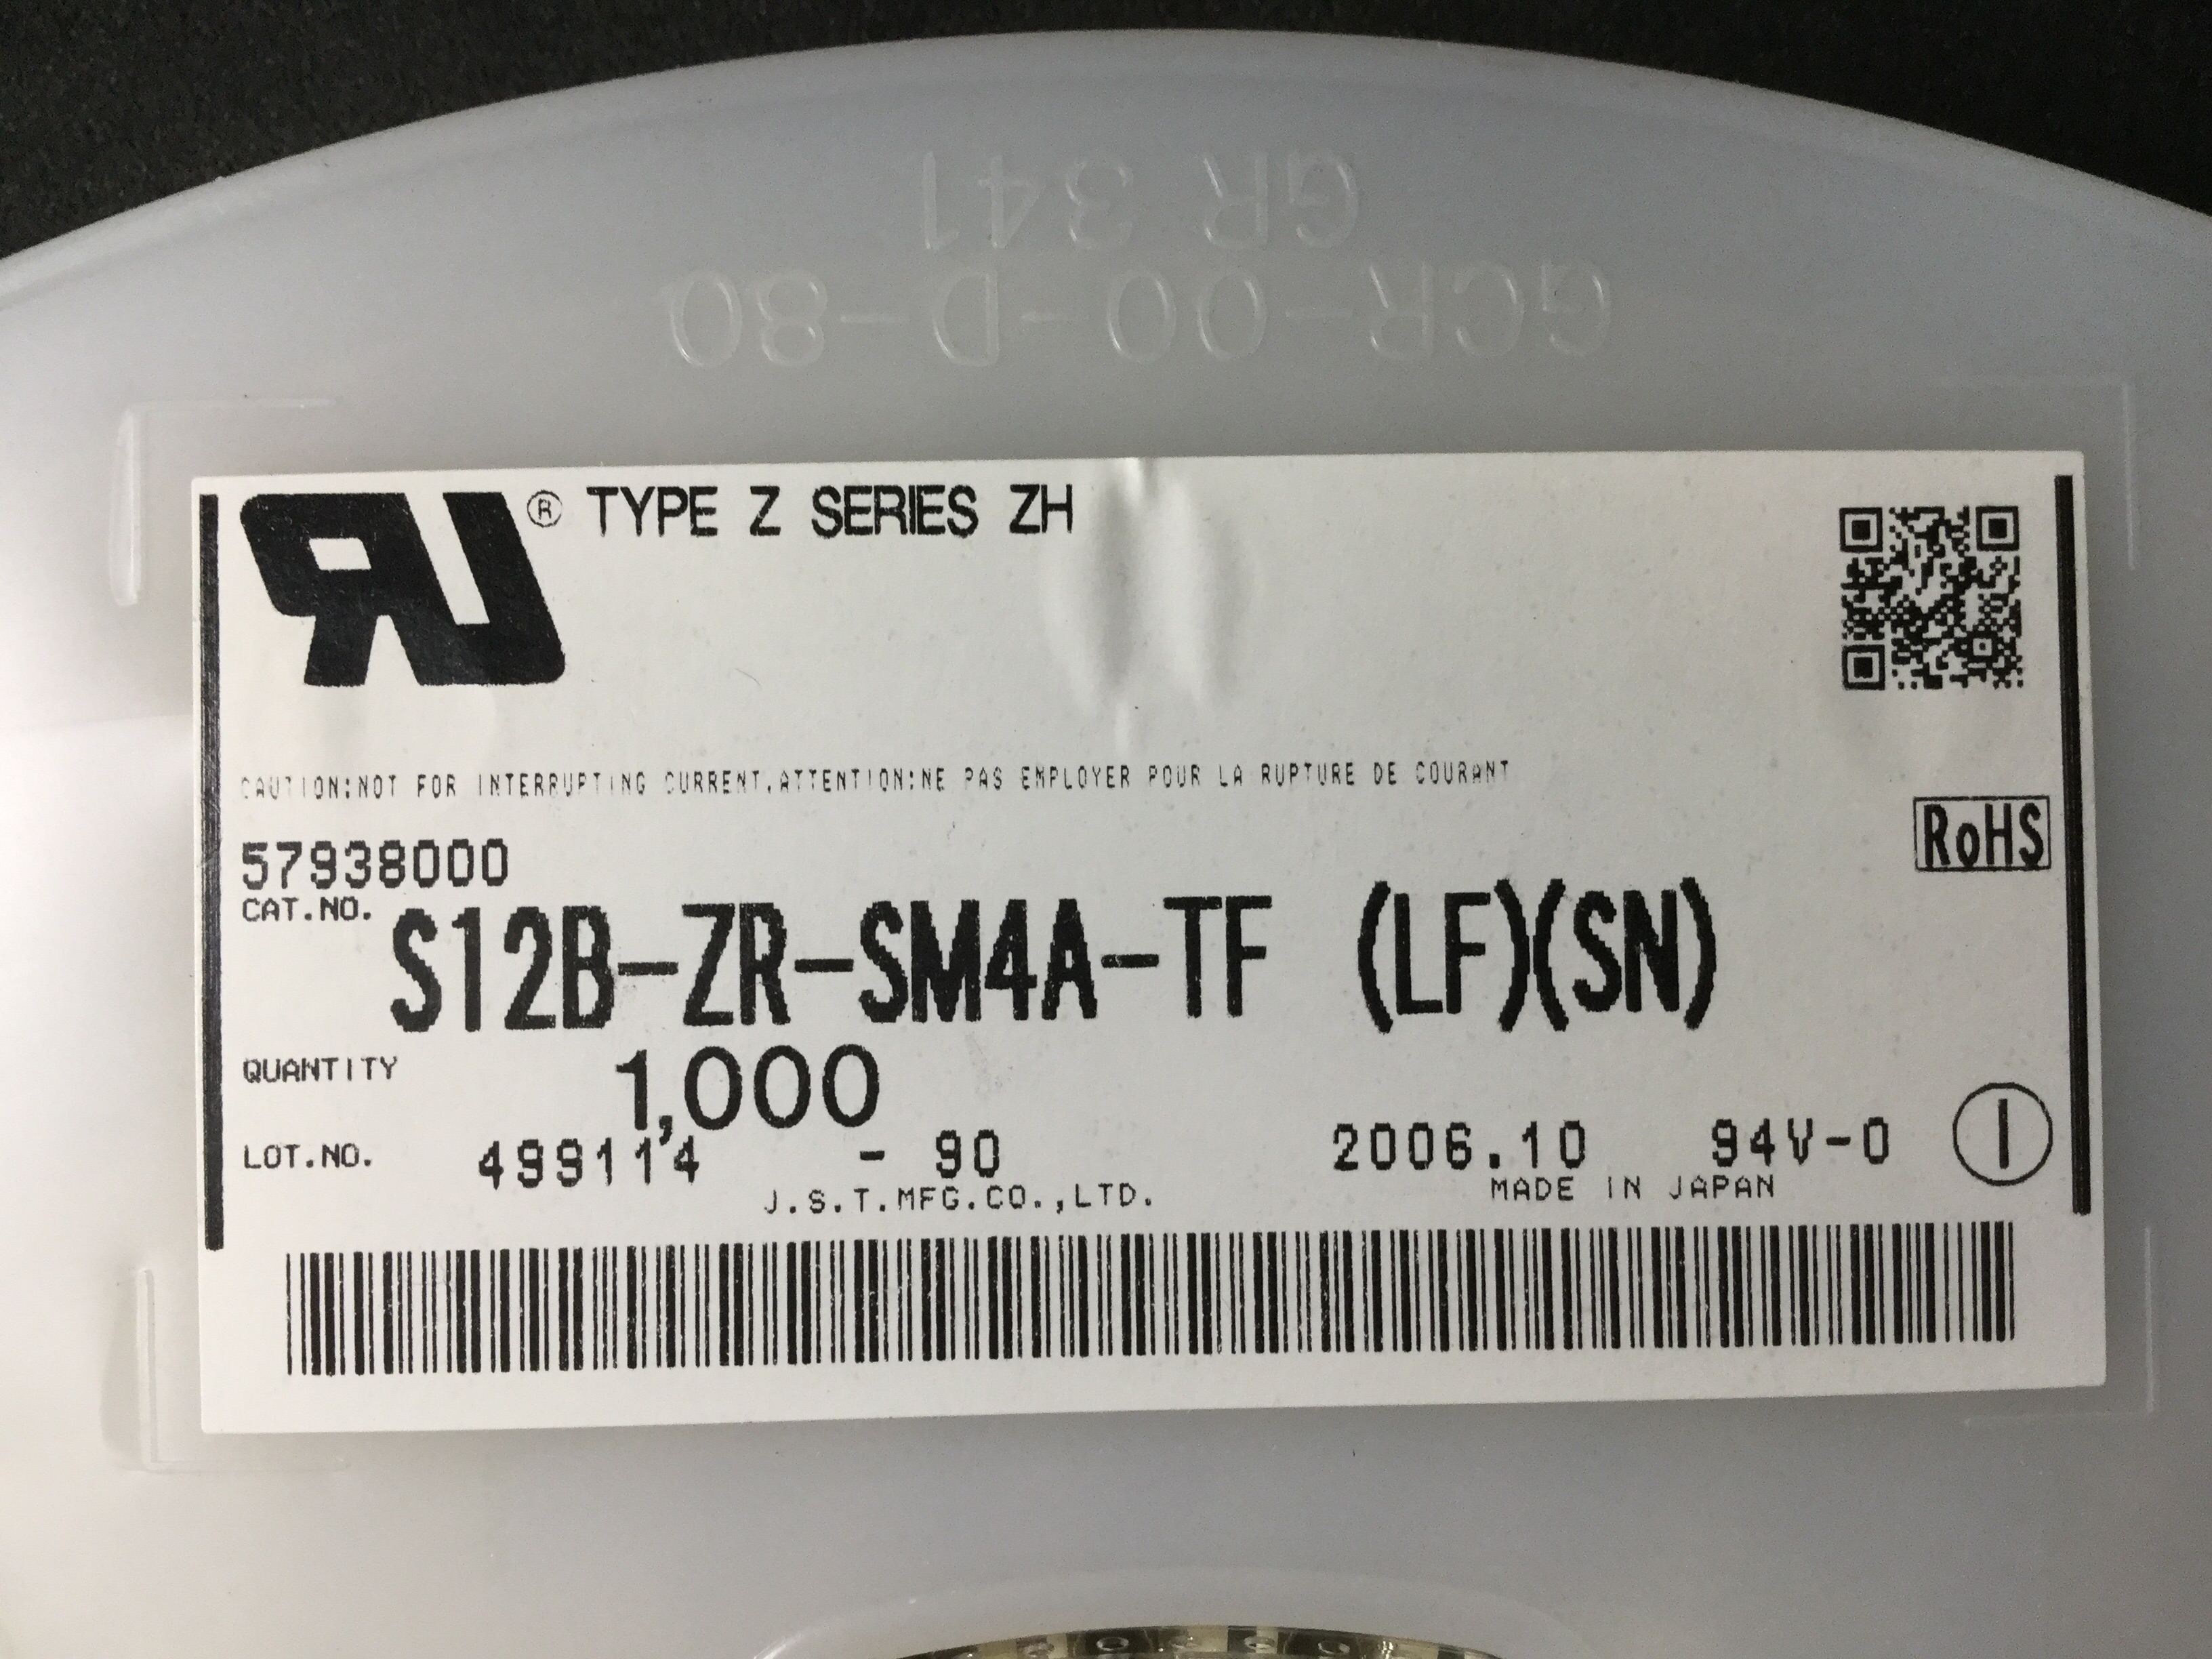 GR 341
GCR-00-D-80
® TYPE Z SERIES ZH
CAUTION:NOT FOR INTERRUPTING CURRENT.ATTENTION:NE PAS EMPLOYER POUR LA RUPTURE DE COURANT
RoHS
57938000
CAT.NO. S12B-ZR-SM4A-TF (LF)(SN)
QUANTITY 1,000
LOT.NO. 499114 - 90 2006.10 94V-0 1
J.S.T.MFG.CO.,LTD. MADE IN JAPAN